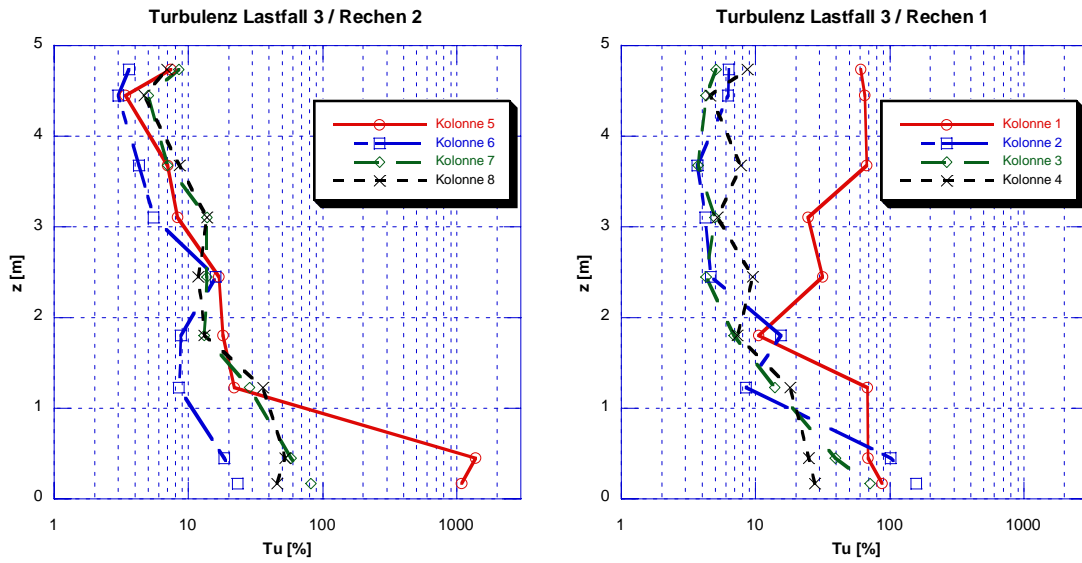 Turbulenz Lastfall 3 / Rechen 2
5
4
3
2
1
0
z [m]
1
10
100
1000
Tu [%]
Kolonne 5
Kolonne 6
Kolonne 7
Kolonne 8
Turbulenz Lastfall 3 / Rechen 1
5
4
3
2
1
0
z [m]
1
10
100
1000
Tu [%]
Kolonne 1
Kolonne 2
Kolonne 3
Kolonne 4